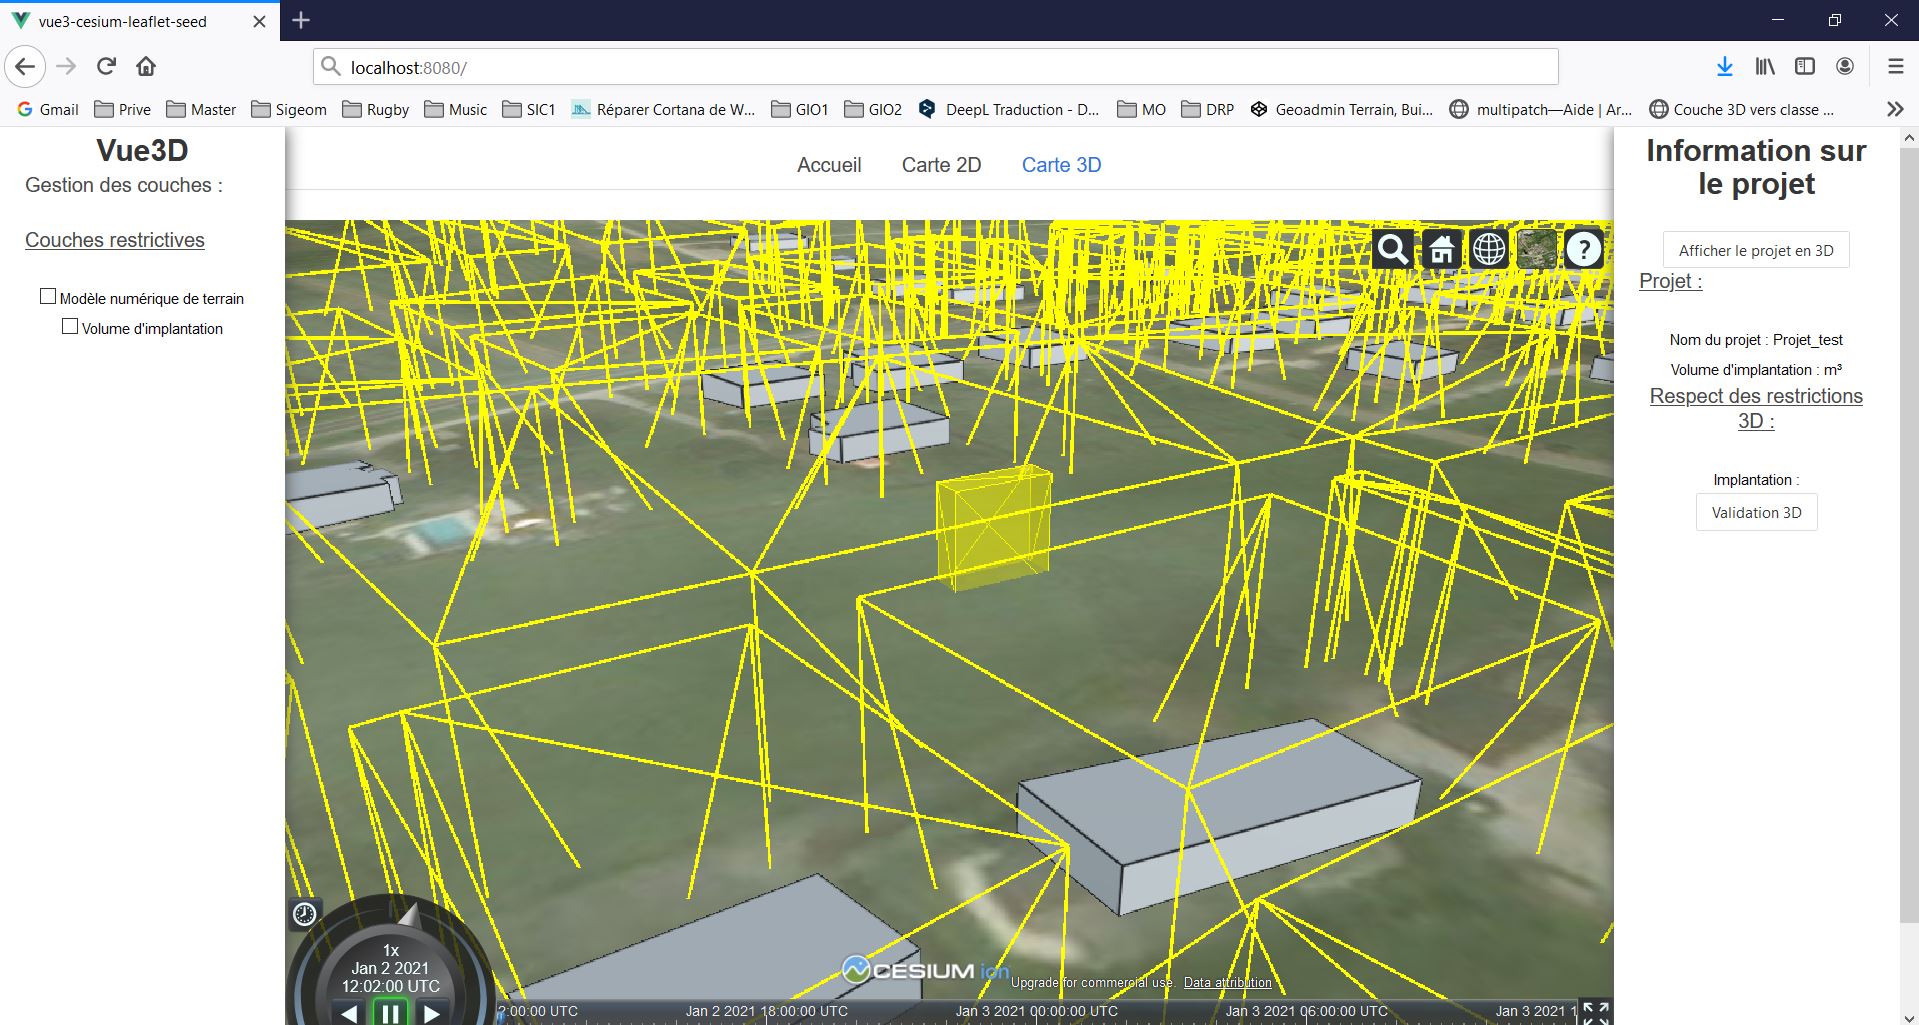 vue3-cesium-leaflet-seed
localhost:8080/
Gmail Prive Master Sigeom Rugby Music SIC1 Réparer Cortana de W... GIO1 GIO2 DeepL Traduction - D... MO DRP Geoadmin Terrain, Bui... multipatch—Aide | Ar... Couche 3D vers classe ...
Vue3D
Gestion des couches :
Couches restrictives
Modèle numérique de terrain
Volume d'implantation
Accueil Carte 2D Carte 3D
Information sur
le projet
Afficher le projet en 3D
Projet :
Nom du projet : Projet_test
Volume d'implantation : m³
Respect des restrictions
3D :
Implantation :
Validation 3D
1x
Jan 2 2021
12:02:00 UTC
CESIUM ion
Upgrade for commercial use. Data attribution
2:00:00 UTC Jan 2 2021 18:00:00 UTC Jan 3 2021 00:00:00 UTC Jan 3 2021 06:00:00 UTC Jan 3 2021 1